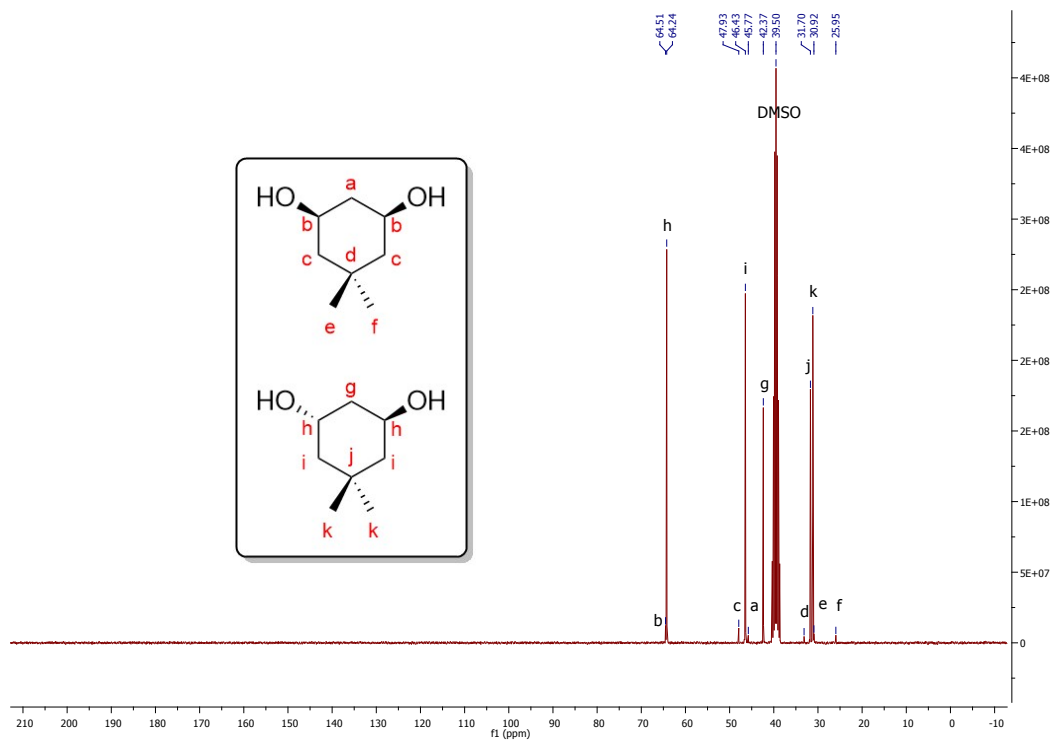 64.51
64.24
47.93
46.43
45.77
42.37
39.50
31.70
30.92
25.95
DMSO
h
i
k
j
g
b
c
a
d
e
f
HO
a
OH
b
b
c
d
c
e
f
HO
g
OH
h
h
i
j
i
k
k
4E+08
4E+08
3E+08
2E+08
2E+08
2E+08
1E+08
5E+07
0
210 200 190 180 170 160 150 140 130 120 110 100 90 80 70 60 50 40 30 20 10 0 -10
f1 (ppm)